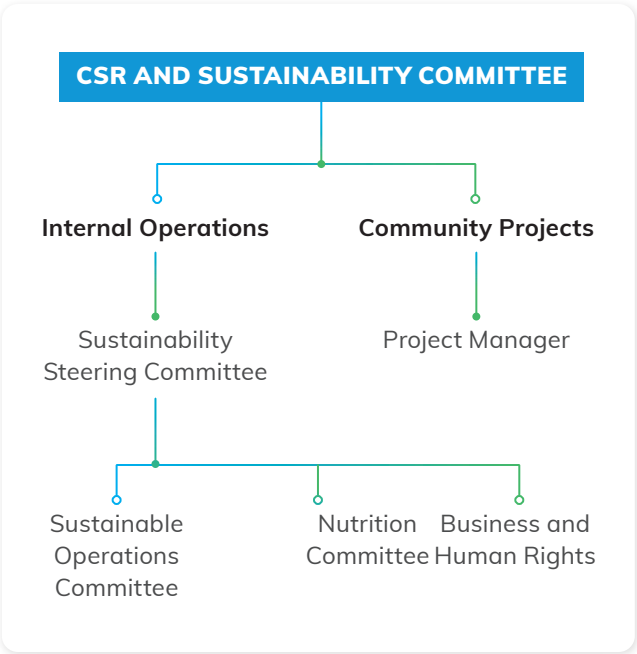 CSR AND SUSTAINABILITY COMMITTEE
Internal Operations
Community Projects
Sustainability
Steering Committee
Project Manager
Sustainable
Operations
Committee
Nutrition
Committee
Business and
Human Rights